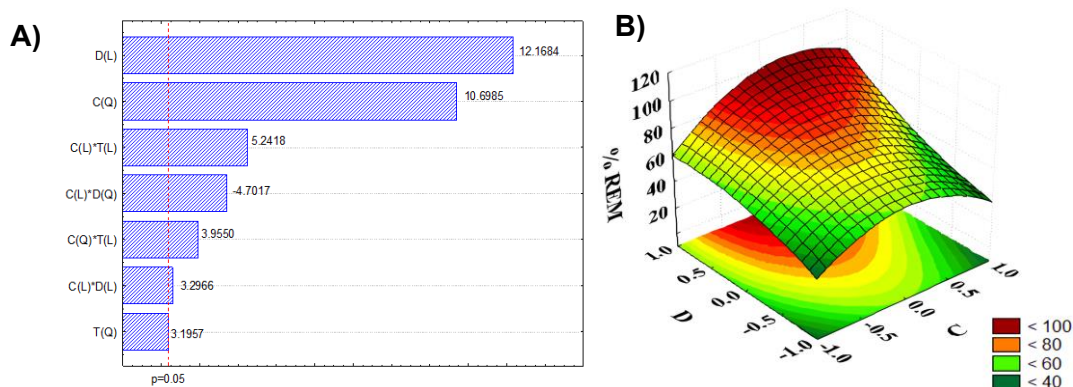 A)
D(L)
12.1684
C(Q)
10.6985
C(L)*T(L)
5.2418
C(L)*D(Q)
-4.7017
C(Q)*T(L)
3.9550
C(L)*D(L)
3.2966
T(Q)
3.1957
p=0.05
B)
120
100
80
60
40
20
% REM
1.0
0.5
0.0
-0.5
-1.0
D
1.0
0.5
0.0
-0.5
-1.0
C
< 100
< 80
< 60
< 40